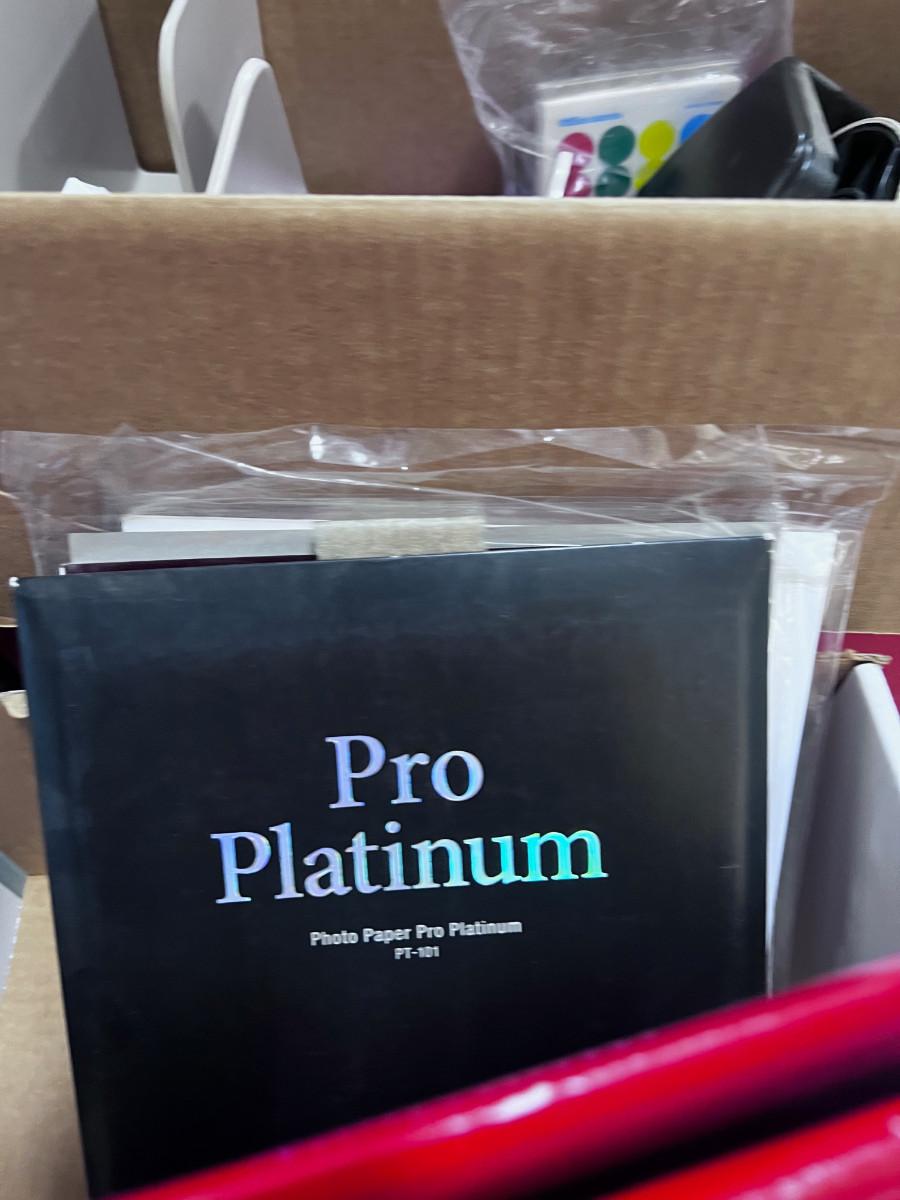 Pro
Platinum
Photo Paper Pro Platinum
PT-101